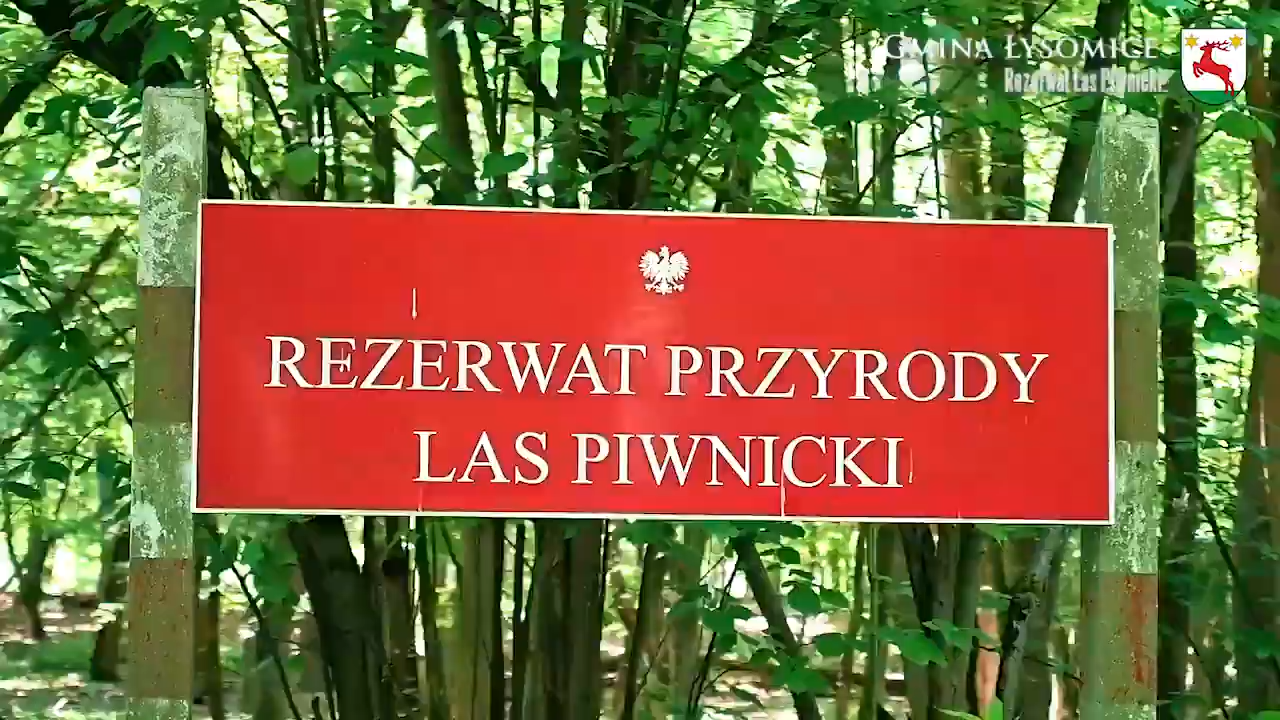 GMINA ŁYSOMICE
Rezerwat Las Piwnicki
REZERWAT PRZYRODY
LAS PIWNICKI